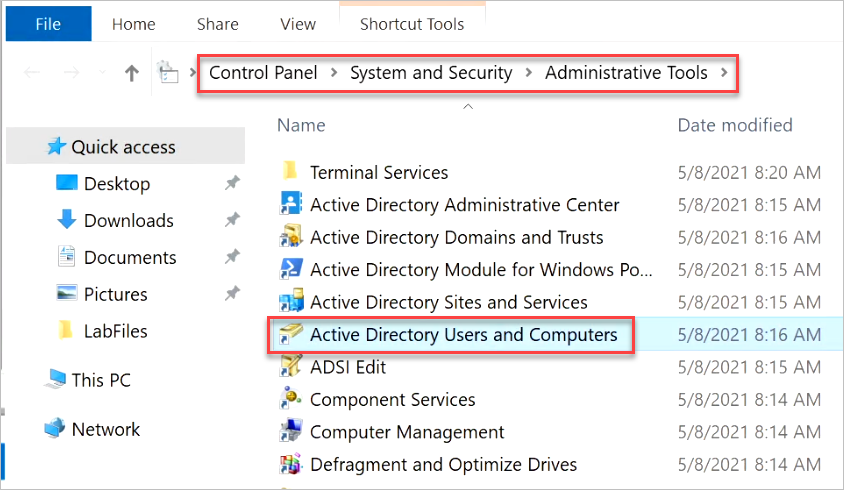 File Home Share View Shortcut Tools
Control Panel > System and Security > Administrative Tools >
Name Date modified
Quick access
Desktop
Downloads
Documents
Pictures
LabFiles
This PC
Network
Terminal Services 5/8/2021 8:20 AM
Active Directory Administrative Center 5/8/2021 8:15 AM
Active Directory Domains and Trusts 5/8/2021 8:16 AM
Active Directory Module for Windows Po... 5/8/2021 8:15 AM
Active Directory Sites and Services 5/8/2021 8:15 AM
Active Directory Users and Computers 5/8/2021 8:16 AM
ADSI Edit 5/8/2021 8:15 AM
Component Services 5/8/2021 8:14 AM
Computer Management 5/8/2021 8:14 AM
Defragment and Optimize Drives 5/8/2021 8:14 AM